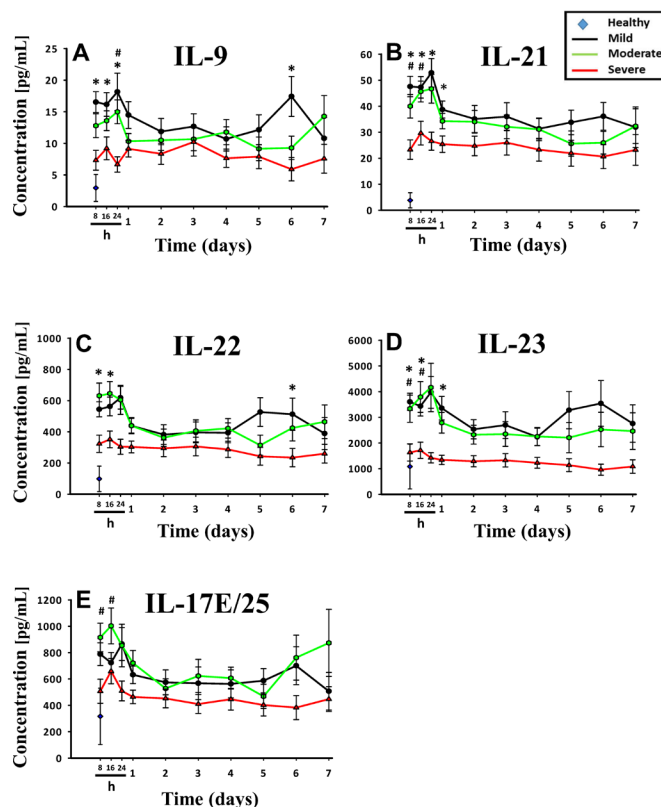 Healthy
Mild
Moderate
Severe
A
IL-9
# 
* * *
*
Concentration [pg/mL]
25
20
15
10
5
0
8 16 24 1 2 3 4 5 6 7
h
Time (days)
B
IL-21
* * *
# #
*
60
50
40
30
20
10
0
8 16 24 1 2 3 4 5 6 7
h
Time (days)
C
IL-22
* *
*
Concentration [pg/mL]
1000
800
600
400
200
0
8 16 24 1 2 3 4 5 6 7
h
Time (days)
D
IL-23
* *
# #
*
6000
5000
4000
3000
2000
1000
0
8 16 24 1 2 3 4 5 6 7
h
Time (days)
E
IL-17E/25
# #
Concentration [pg/mL]
1200
1000
800
600
400
200
0
8 16 24 1 2 3 4 5 6 7
h
Time (days)